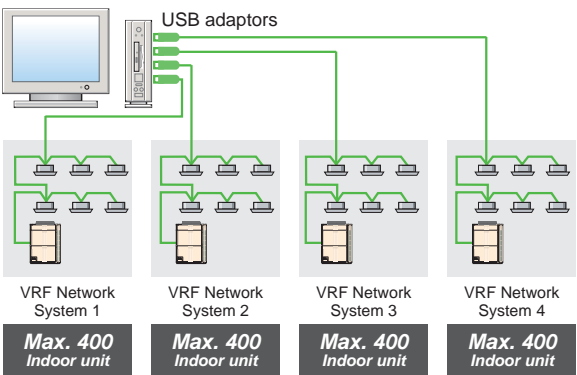 USB adaptors
VRF Network
System 1
VRF Network
System 2
VRF Network
System 3
VRF Network
System 4
Max. 400
Indoor unit
Max. 400
Indoor unit
Max. 400
Indoor unit
Max. 400
Indoor unit